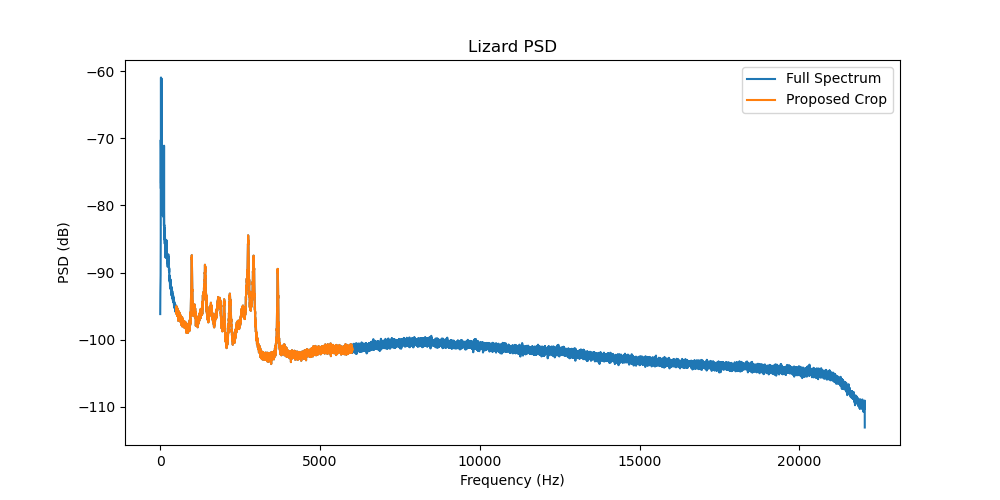 Lizard PSD
Full Spectrum
Proposed Crop
PSD (dB)
−60
−70
−80
−90
−100
−110
0
5000
10000
15000
20000
Frequency (Hz)